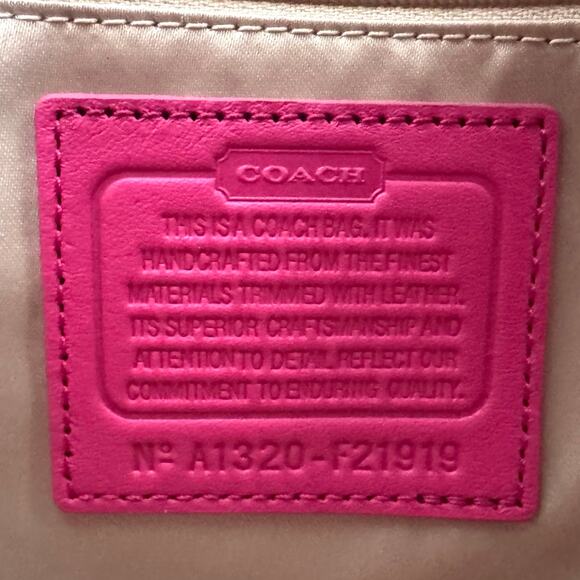 COACH
THIS IS A COACH BAG. IT WAS
HANDCRAFTED FROM THE FINEST
MATERIALS TRIMMED WITH LEATHER.
ITS SUPERIOR CRAFTSMANSHIP AND
ATTENTION TO DETAIL REFLECT OUR
COMMITMENT TO ENDURING QUALITY.
Nº A1320-F21919